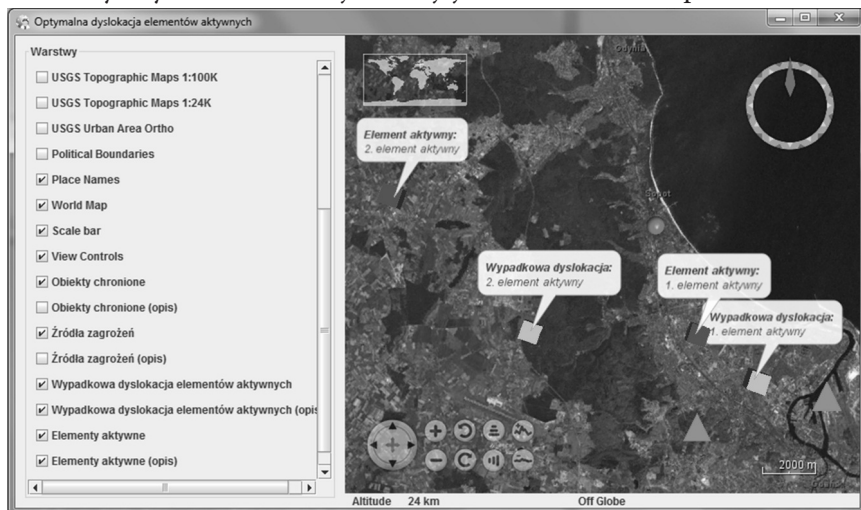 Optymalna dyslokacja elementów aktywnych
Warstwy
USGS Topographic Maps 1:100K
USGS Topographic Maps 1:24K
USGS Urban Area Ortho
Political Boundaries
Place Names
World Map
Scale bar
View Controls
Obiekty chronione
Obiekty chronione (opis)
Źródła zagrożeń
Źródła zagrożeń (opis)
Wypadkowa dyslokacja elementów aktywnych
Wypadkowa dyslokacja elementów aktywnych (opis
Elementy aktywne
Elementy aktywne (opis)
Gdynia
Element aktywny:
2. element aktywny
Wypadkowa dyslokacja:
2. element aktywny
Element aktywny:
1. element aktywny
Wypadkowa dyslokacja:
1. element aktywny
2000 m
Altitude 24 km Off Globe